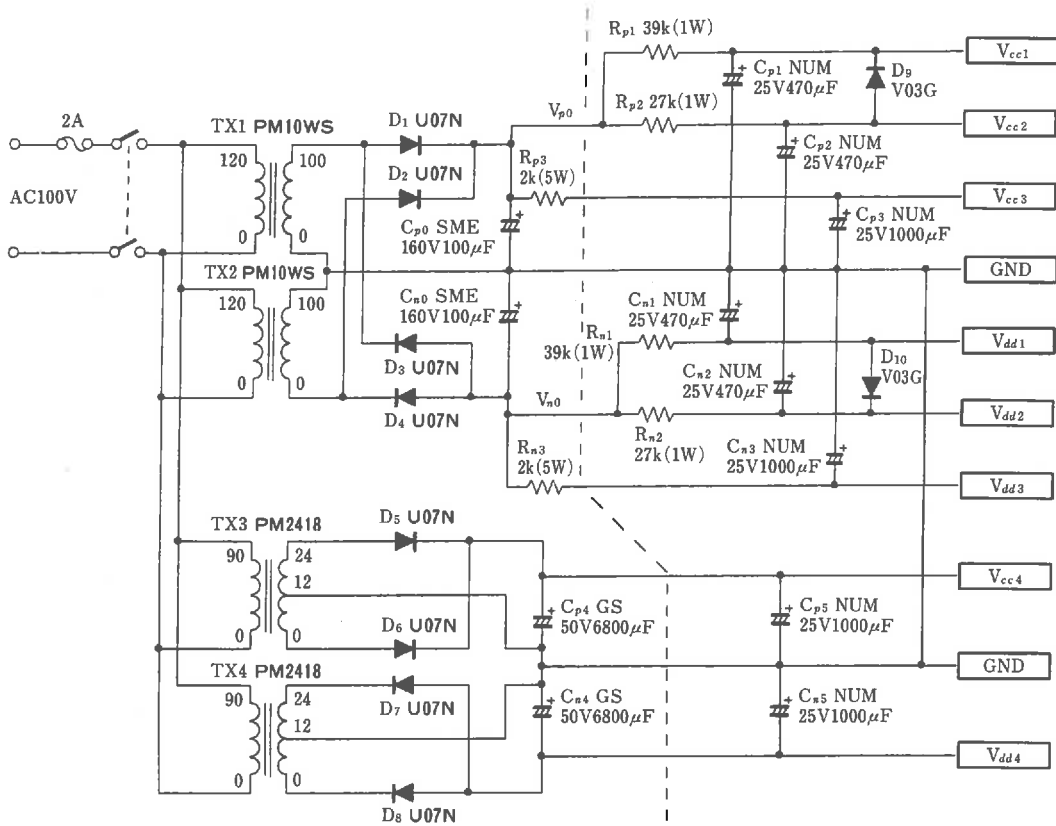 2A
AC100V
TX1 PM10WS
120
100
0
0
TX2 PM10WS
120
100
0
0
D1 U07N
D2 U07N
Cp0 SME
160V100μF
Cn0 SME
160V100μF
D3 U07N
D4 U07N
Vp0
Vn0
Rp1 39k(1W)
Rp2 27k(1W)
Rp3
2k(5W)
Cp1 NUM
25V470μF
Cp2 NUM
25V470μF
Cp3 NUM
25V1000μF
D9
V03G
Cn1 NUM
25V470μF
Rn1
39k(1W)
Cn2 NUM
25V470μF
D10
V03G
Rn2
27k(1W)
Cn3 NUM
25V1000μF
Rn3
2k(5W)
Vcc1
Vcc2
Vcc3
GND
Vdd1
Vdd2
Vdd3
TX3 PM2418
90
24
12
0
0
D5 U07N
D6 U07N
TX4 PM2418
90
24
12
0
0
D7 U07N
D8 U07N
Cp4 GS
50V6800μF
Cn4 GS
50V6800μF
Cp5 NUM
25V1000μF
Cn5 NUM
25V1000μF
Vcc4
GND
Vdd4